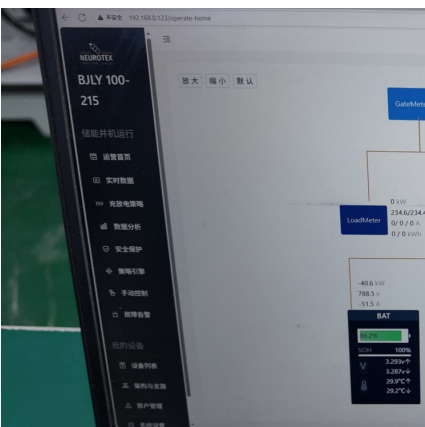 不安全 192.168.0.123/operate-home
NEUROTEX
BJLY 100-
215
储能并机运行
运营首页
实时数据
充放电策略
数据分析
安全保护
策略引擎
手动控制
故障告警
我的设备
设备列表
架构与支路
账户管理
系统设置
放大 缩小 默认
GateMete
LoadMeter
0 kW
234.6/234.4
0/ 0 / 0 A
0 / 0 kWh
-40.6 kW
788.5 V
-51.5 A
BAT
SOH 100%
V 3.293v↑
3.287v↓
29.9°C↑
29.2°C↓